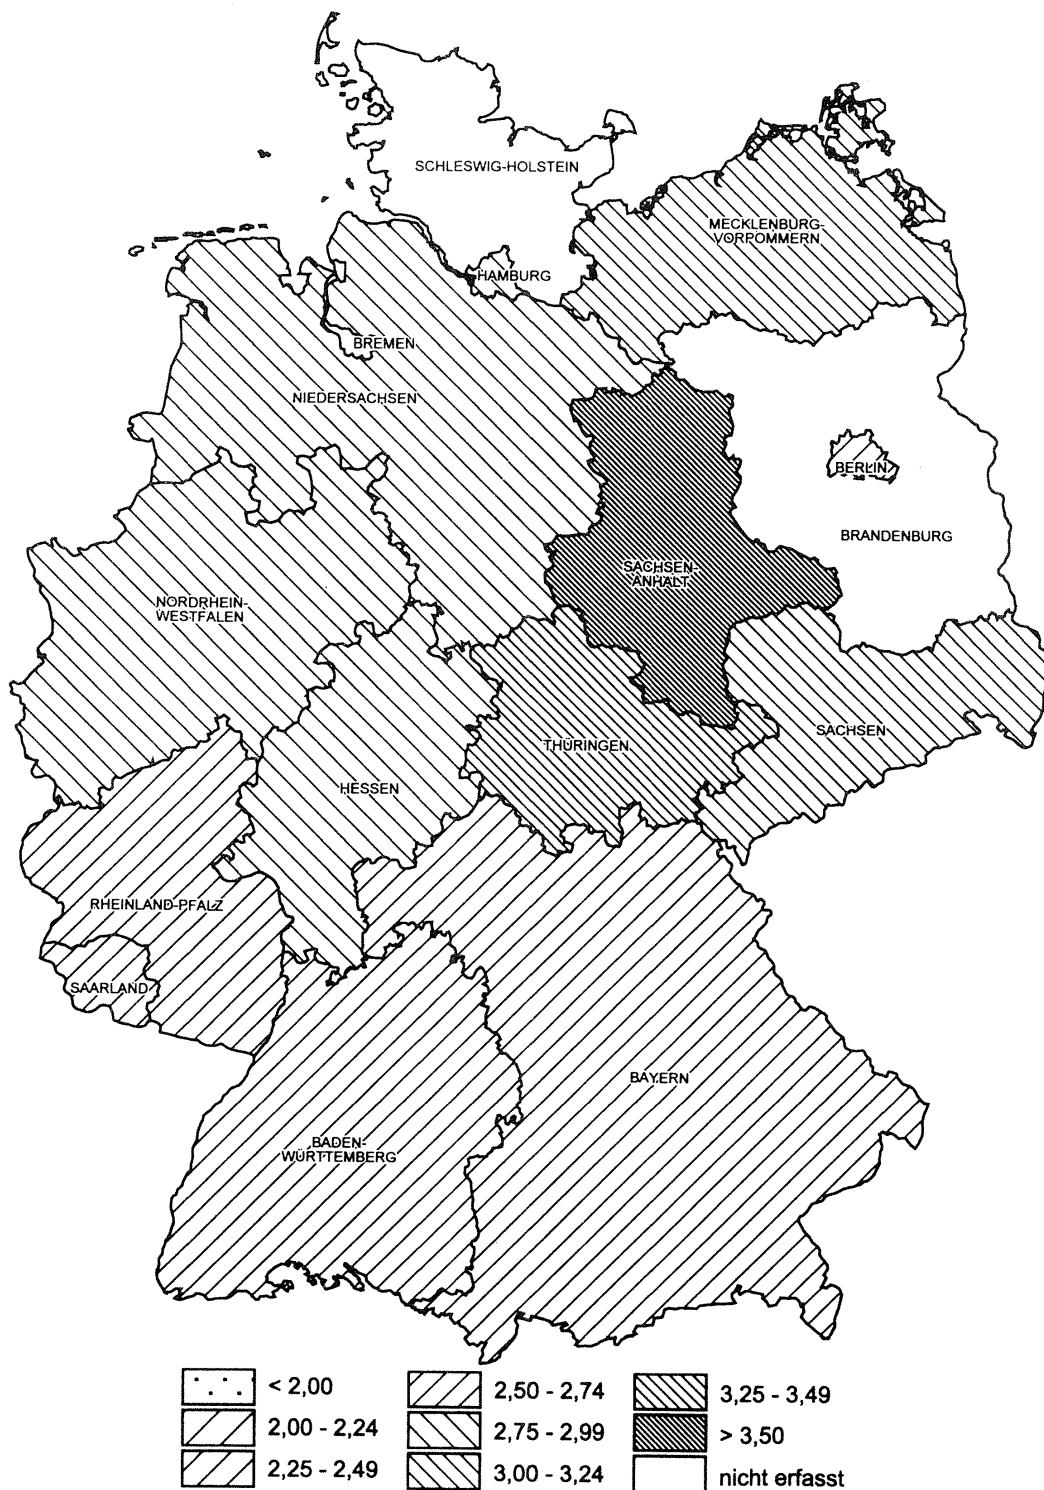 SCHLESWIG-HOLSTEIN
MECKLENBURG-
VORPOMMERN
HAMBURG
BREMEN
NIEDERSACHSEN
BERLIN
BRANDENBURG
SACHSEN-
ANHALT
NORDRHEIN-
WESTFALEN
SACHSEN
THÜRINGEN
HESSEN
RHEINLAND-PFALZ
SAARLAND
BAYERN
BADEN-
WÜRTTEMBERG
< 2,00
2,00 - 2,24
2,25 - 2,49
2,50 - 2,74
2,75 - 2,99
3,00 - 3,24
3,25 - 3,49
> 3,50
nicht erfasst